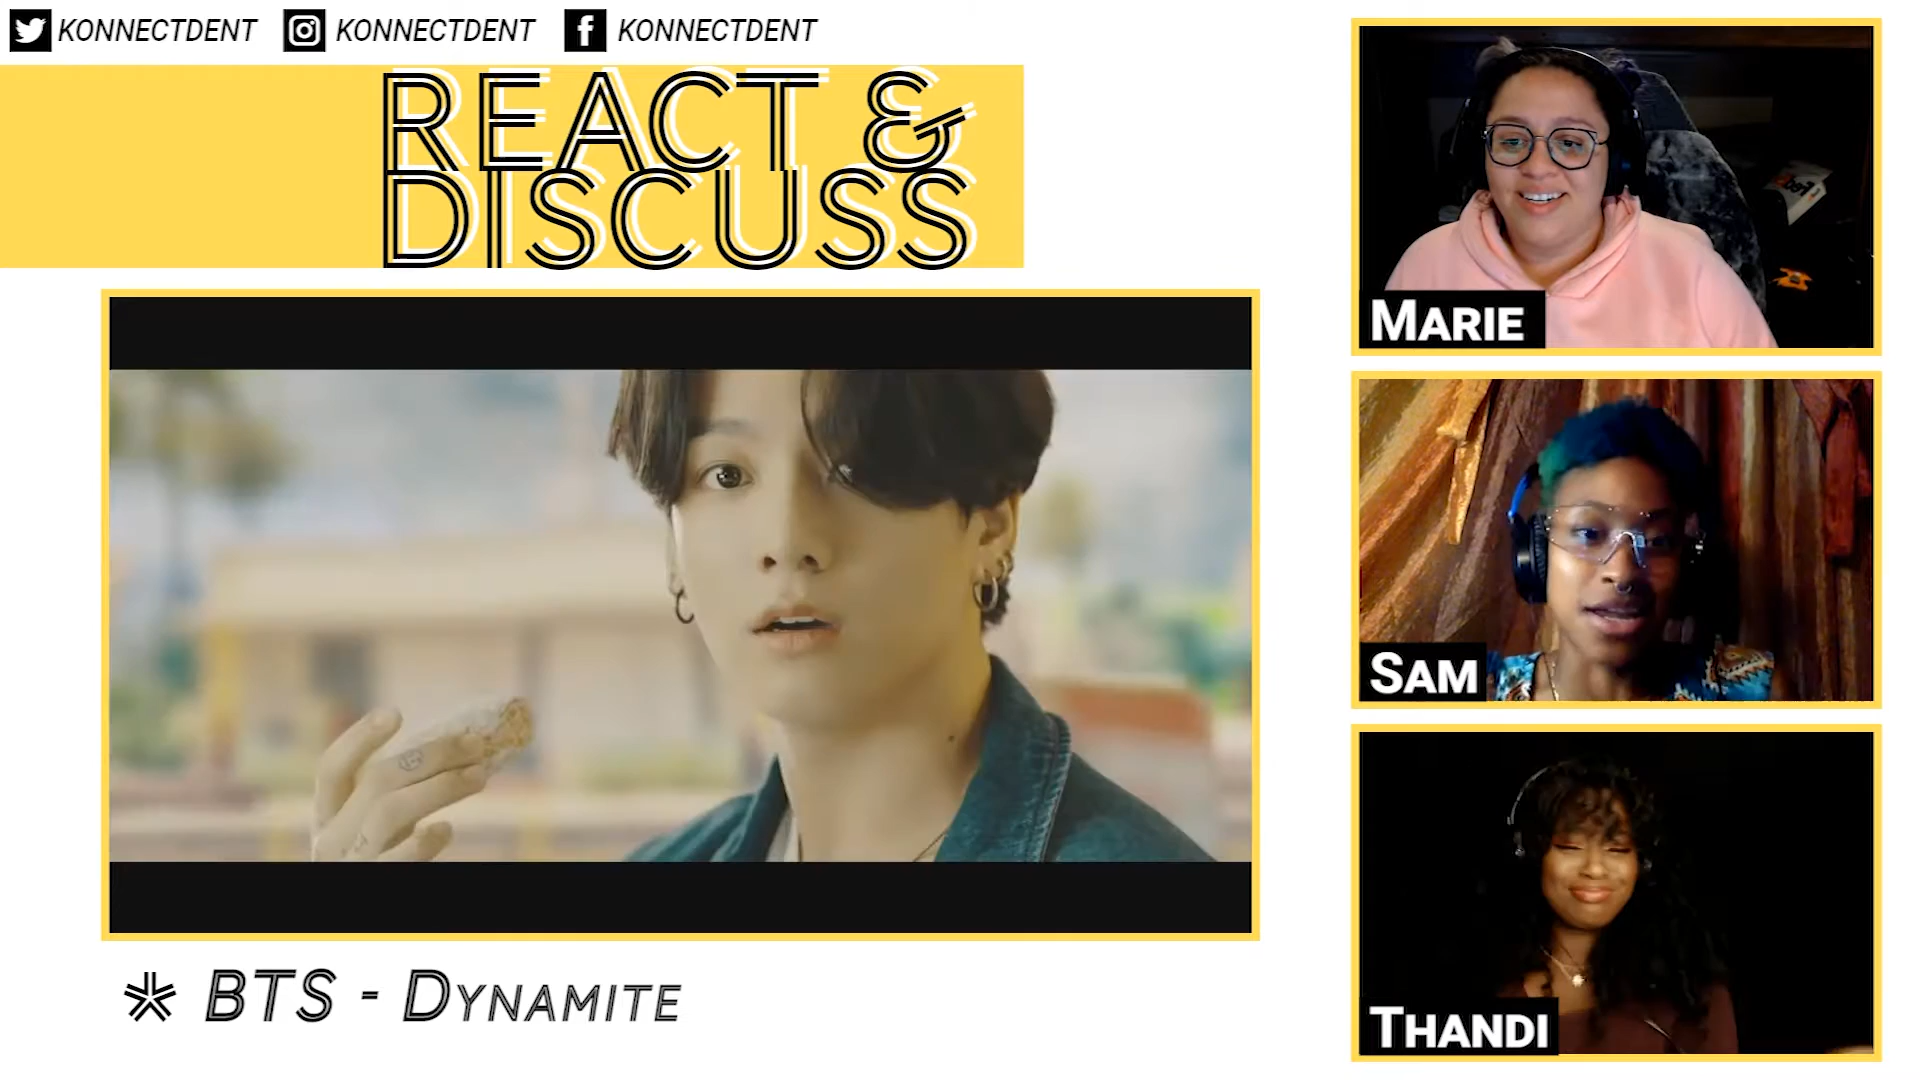 KONNECTDENT KONNECTDENT KONNECTDENT
REACT &
DISCUSS
MARIE
SAM
THANDI
BTS - DYNAMITE